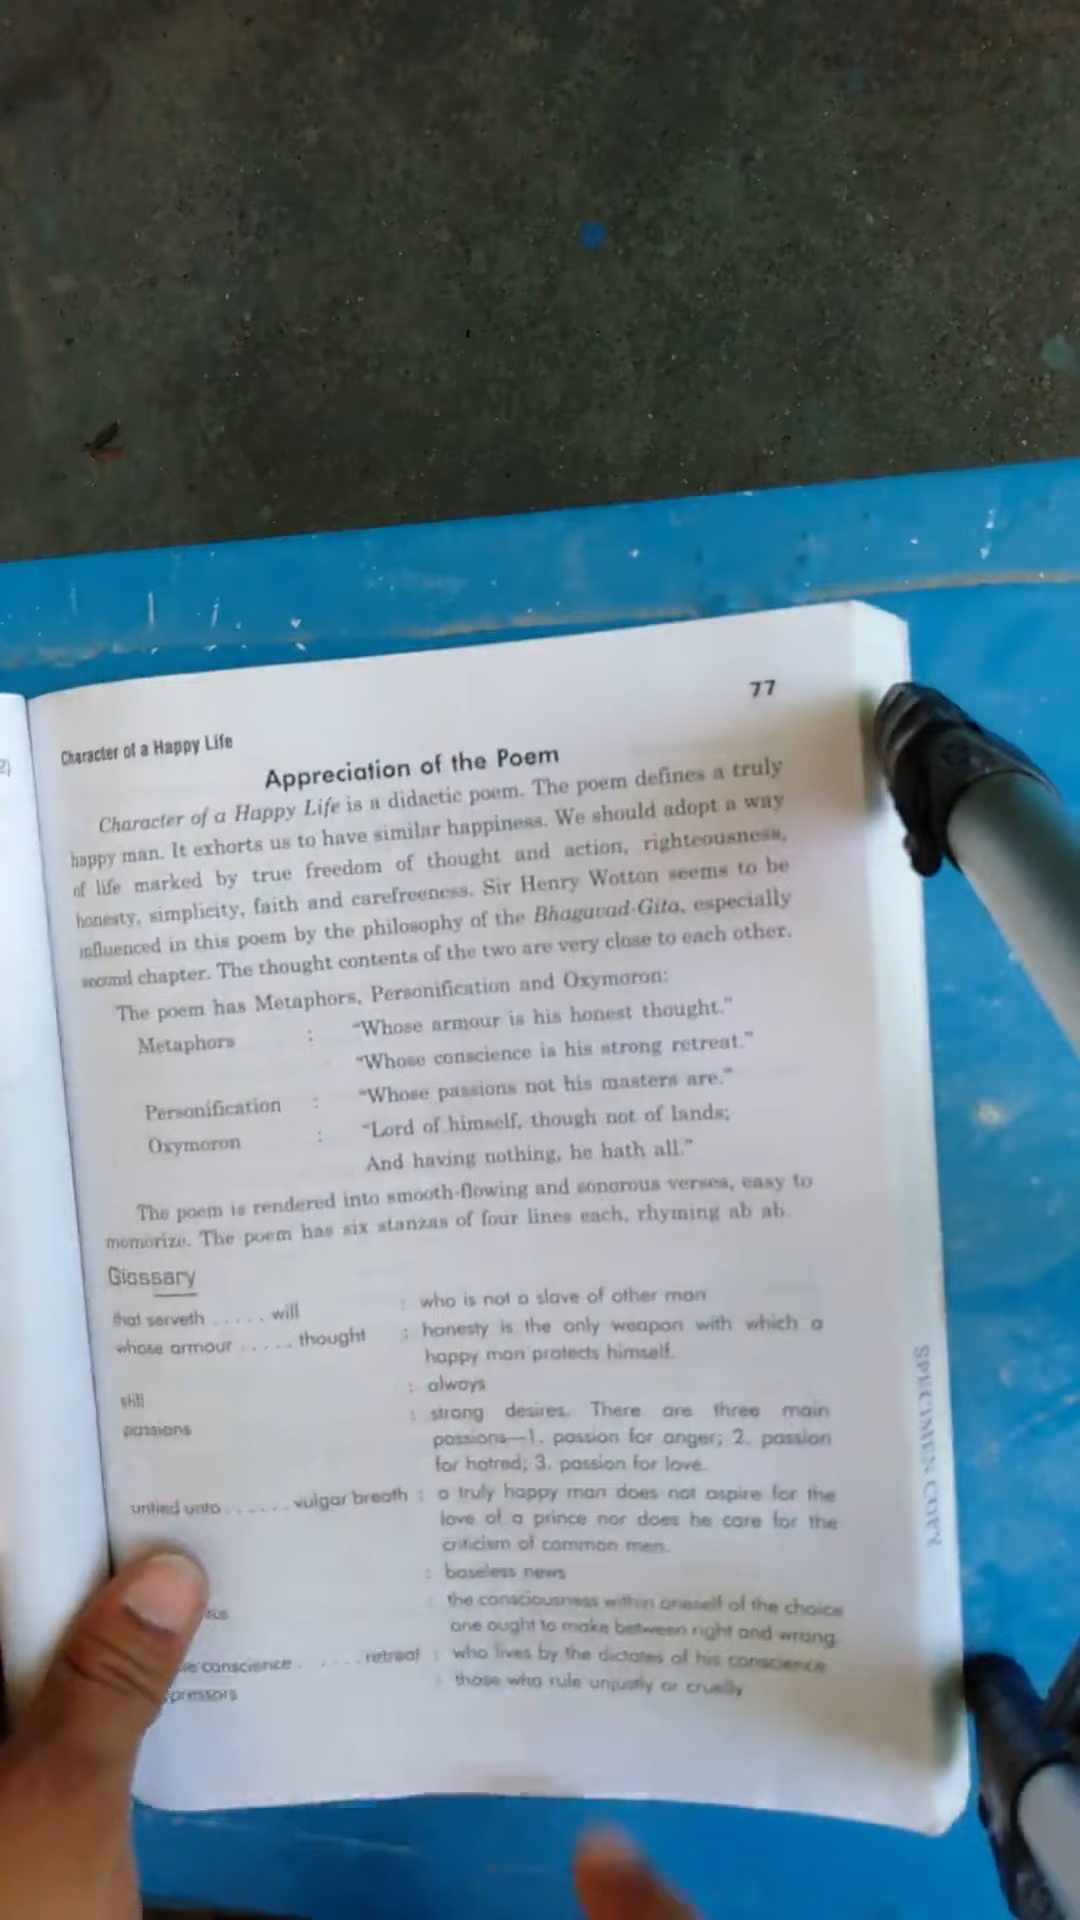 2)
77
Character of a Happy Life
Appreciation of the Poem
Character of a Happy Life is a didactic poem. The poem defines a truly
happy man. It exhorts us to have similar happiness. We should adopt a way
of life marked by true freedom of thought and action, righteousness,
honesty, simplicity, faith and carefreeness. Sir Henry Wotton seems to be
influenced in this poem by the philosophy of the Bhagavad-Gita, especially
second chapter. The thought contents of the two are very close to each other.
The poem has Metaphors, Personification and Oxymoron:
Metaphors : "Whose armour is his honest thought."
"Whose conscience is his strong retreat."
Personification : "Whose passions not his masters are."
Oxymoron : "Lord of himself, though not of lands;
And having nothing, he hath all."
The poem is rendered into smooth-flowing and sonorous verses, easy to
momorize. The poem has six stanzas of four lines each, rhyming ab ab.
Glossary
that serveth ..... will : who is not a slave of other man
whose armour ..... thought : honesty is the only weapon with which a
happy man protects himself.
still : always
passions : strong desires. There are three main
passions—1. passion for anger; 2. passion
for hatred; 3. passion for love.
untied unto ...... vulgar breath : a truly happy man does not aspire for the
love of a prince nor does he care for the
criticism of common men.
: baseless news
: the consciousness within oneself of the choice
one ought to make between right and wrong
conscience ..... retreat : who lives by the dictates of his conscience
pressors : those who rule unjustly or cruelly
SPECIMEN COPY